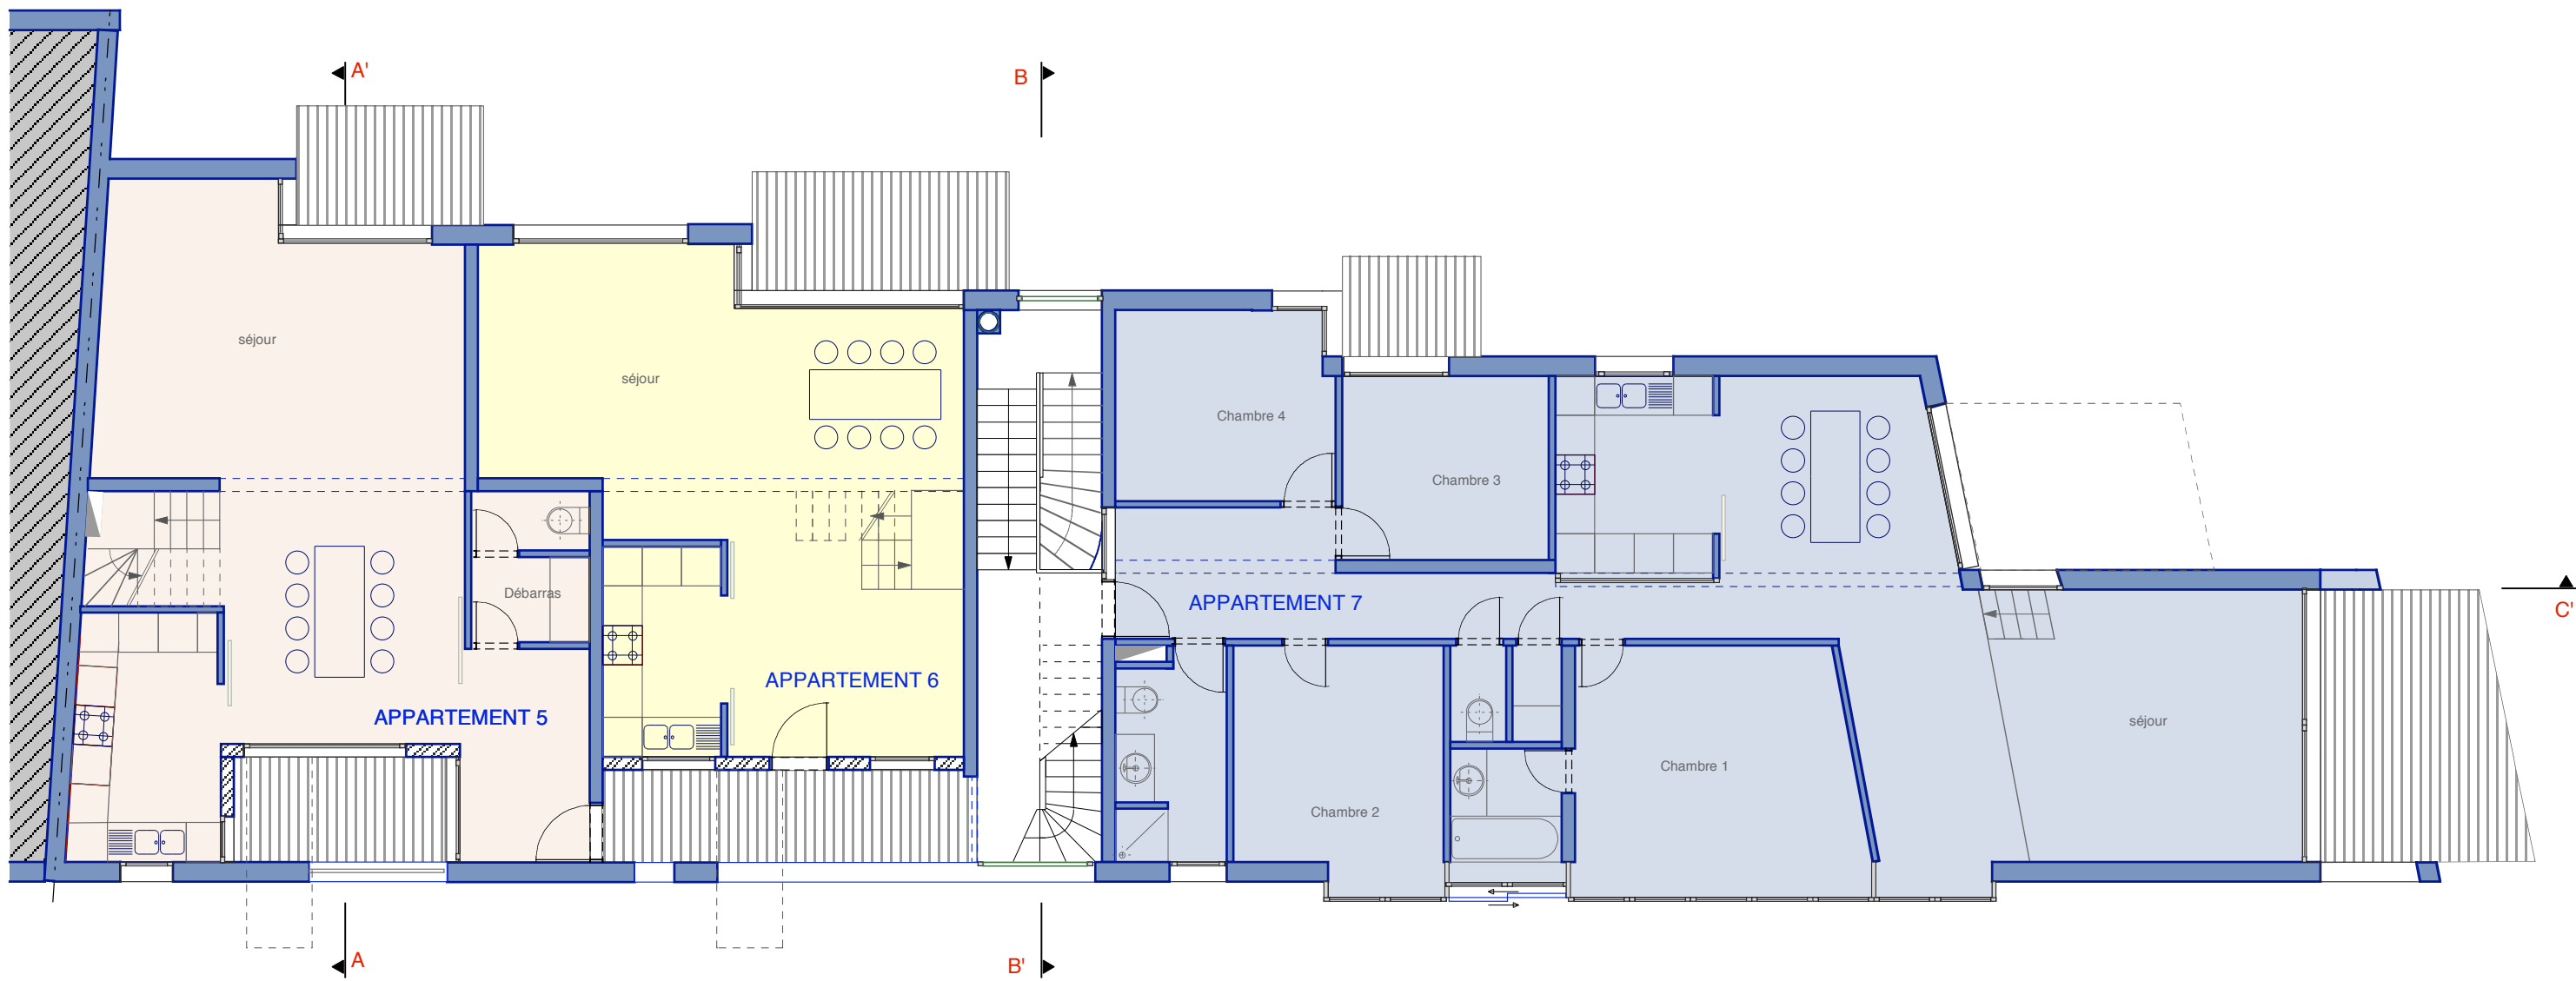 A'
B
séjour
séjour
Chambre 4
Chambre 3
Débarras
APPARTEMENT 7
C'
APPARTEMENT 6
APPARTEMENT 5
séjour
Chambre 1
Chambre 2
A
B'